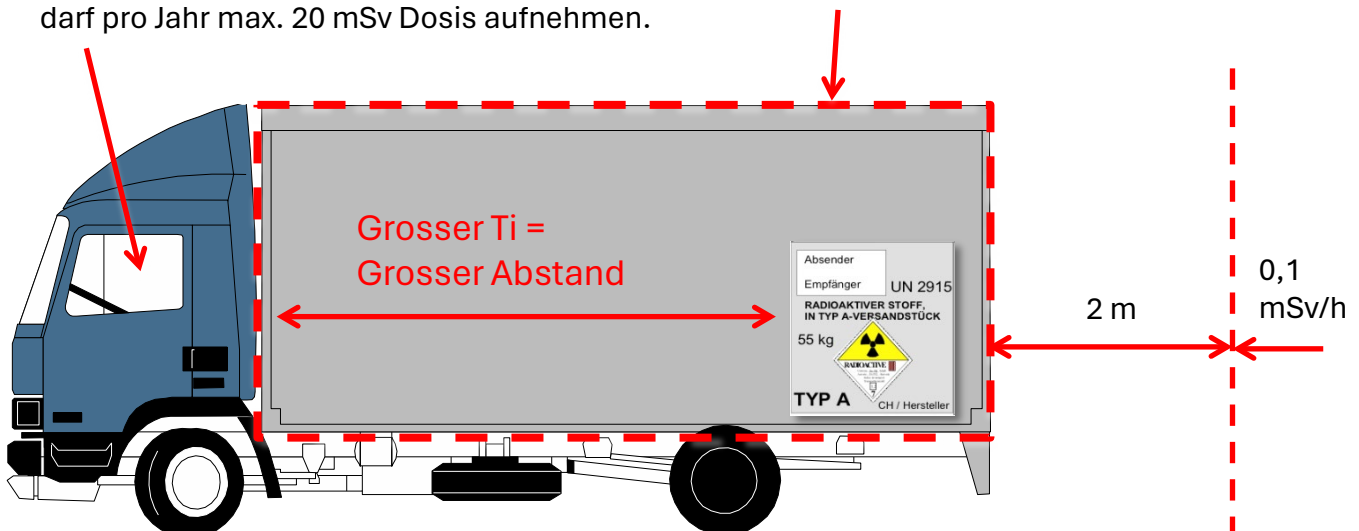 darf pro Jahr max. 20 mSv Dosis aufnehmen.
Grosser Ti =
Grosser Abstand
Absender
Empfänger
UN 2915
RADIOAKTIVER STOFF,
IN TYP A-VERSANDSTÜCK
55 kg
RADIOACTIVE
TYP A
CH / Hersteller
2 m
0,1
mSv/h